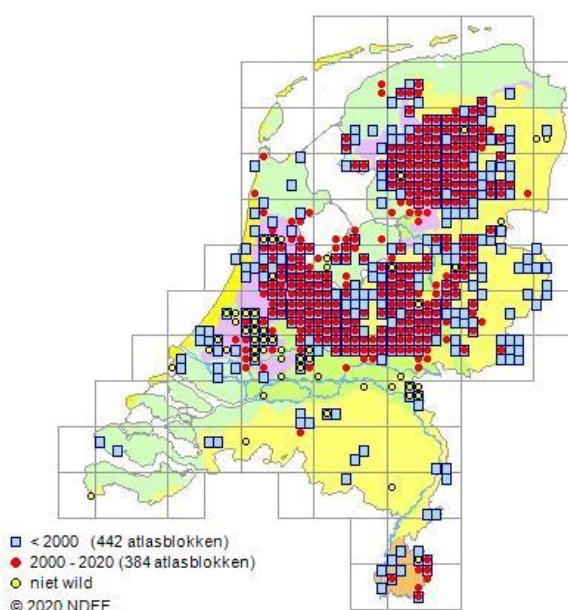 < 2000 (442 atlasblokken)
2000 - 2020 (384 atlasblokken)
niet wild
© 2020 NDFF